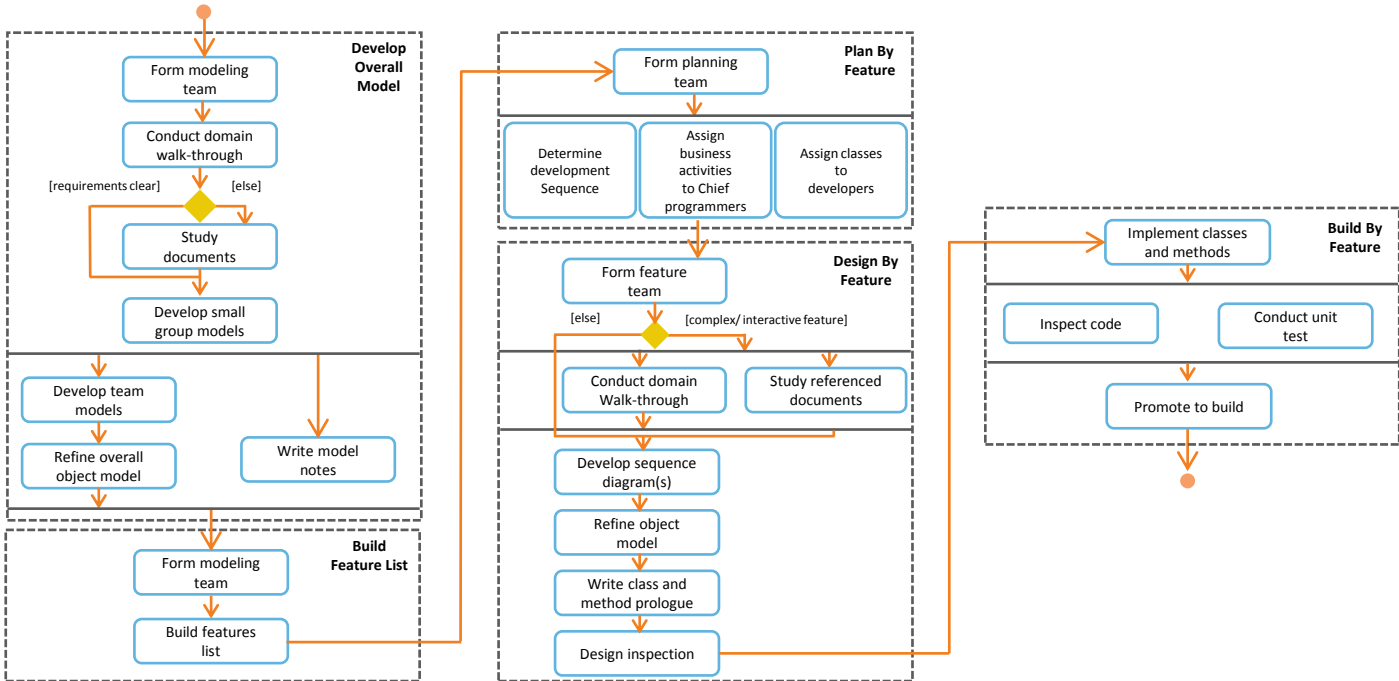 Develop
Overall
Model
Form modeling
team
Conduct domain
walk-through
[requirements clear]
[else]
Study
documents
Develop small
group models
Develop team
models
Refine overall
object model
Write model
notes
Build
Feature List
Form modeling
team
Build features
list
Plan By
Feature
Form planning
team
Determine
development
Sequence
Assign
business
activities
to Chief
programmers
Assign classes
to
developers
Design By
Feature
Form feature
team
[else]
[complex/ interactive feature]
Conduct domain
Walk-through
Study referenced
documents
Develop sequence
diagram(s)
Refine object
model
Write class and
method prologue
Design inspection
Build By
Feature
Implement classes
and methods
Inspect code
Conduct unit
test
Promote to build